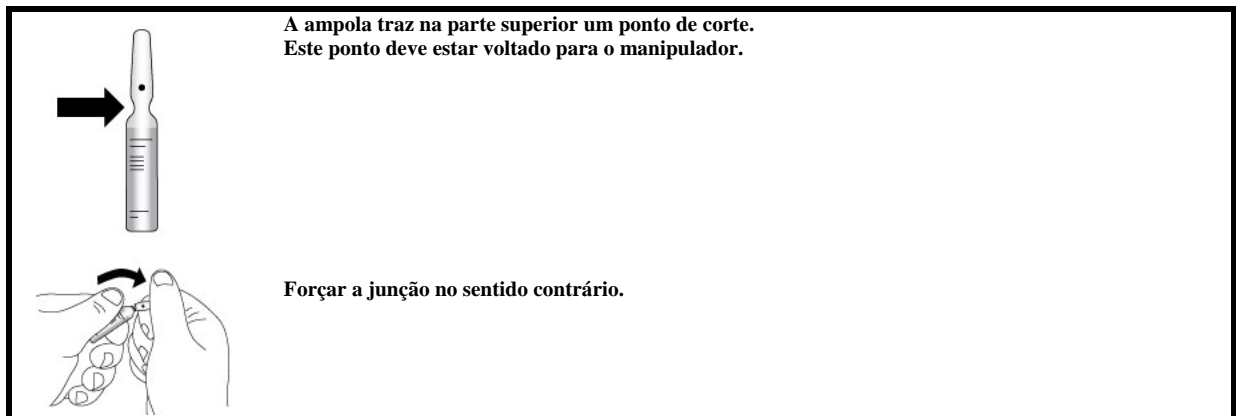 A ampola traz na parte superior um ponto de corte.
Este ponto deve estar voltado para o manipulador.
Forçar a junção no sentido contrário.